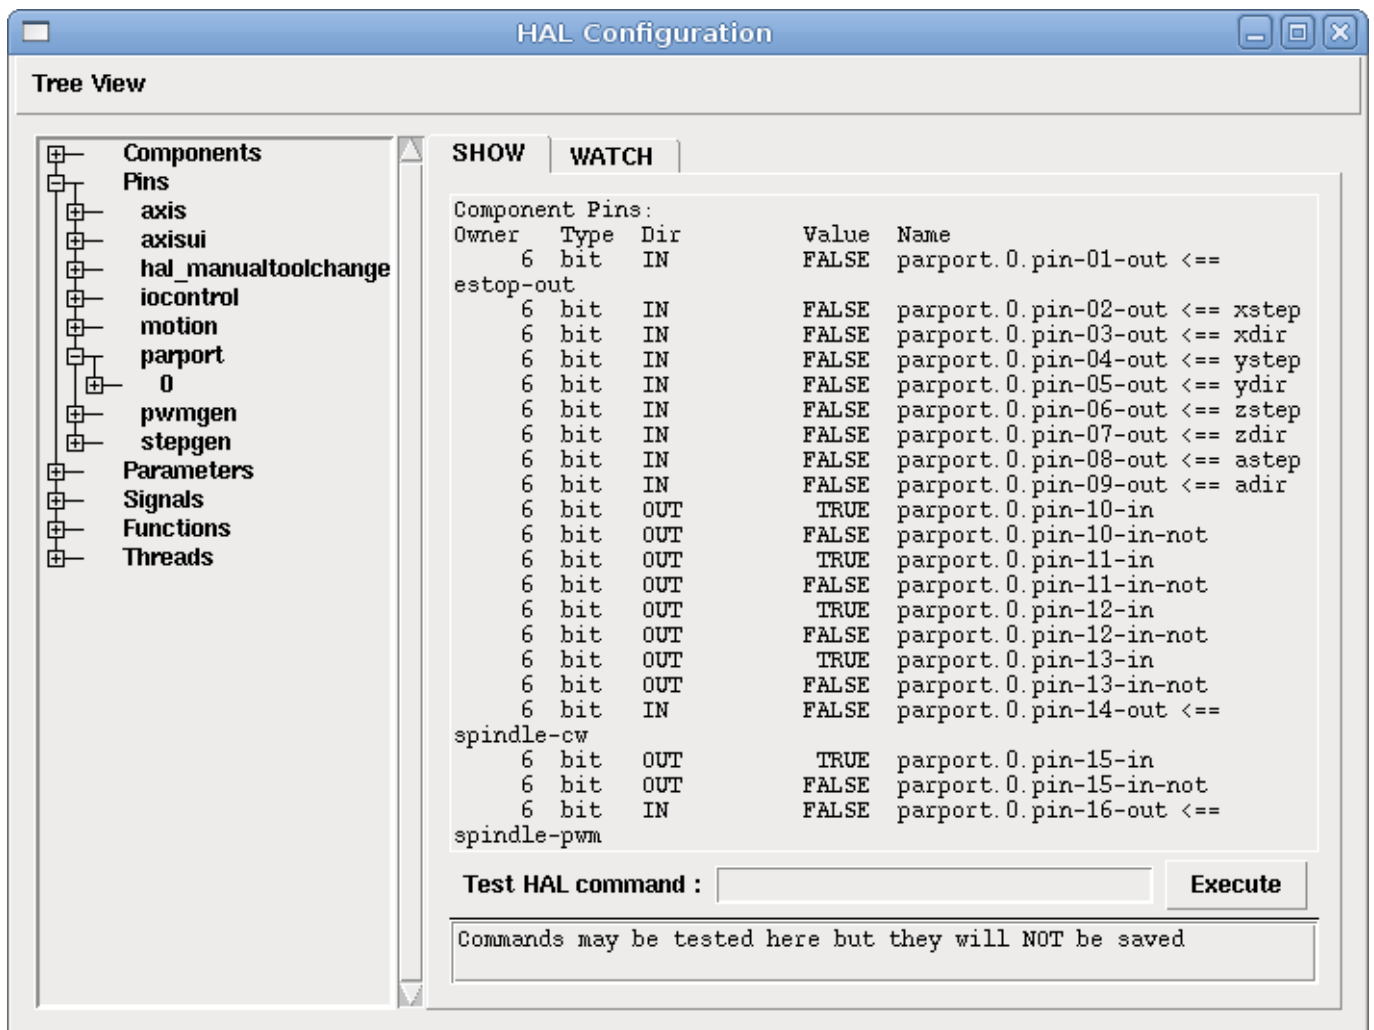 HAL Configuration
Tree View
Components
Pins
axis
axisui
hal_manualtoolchange
iocontrol
motion
parport
0
pwmgen
stepgen
Parameters
Signals
Functions
Threads
SHOW WATCH
Component Pins:
Owner Type Dir Value Name
6 bit IN FALSE parport.0.pin-01-out <==
estop-out
6 bit IN FALSE parport.0.pin-02-out <== xstep
6 bit IN FALSE parport.0.pin-03-out <== xdir
6 bit IN FALSE parport.0.pin-04-out <== ystep
6 bit IN FALSE parport.0.pin-05-out <== ydir
6 bit IN FALSE parport.0.pin-06-out <== zstep
6 bit IN FALSE parport.0.pin-07-out <== zdir
6 bit IN FALSE parport.0.pin-08-out <== astep
6 bit IN FALSE parport.0.pin-09-out <== adir
6 bit OUT TRUE parport.0.pin-10-in
6 bit OUT FALSE parport.0.pin-10-in-not
6 bit OUT TRUE parport.0.pin-11-in
6 bit OUT FALSE parport.0.pin-11-in-not
6 bit OUT TRUE parport.0.pin-12-in
6 bit OUT FALSE parport.0.pin-12-in-not
6 bit OUT TRUE parport.0.pin-13-in
6 bit OUT FALSE parport.0.pin-13-in-not
6 bit IN FALSE parport.0.pin-14-out <==
spindle-cw
6 bit OUT TRUE parport.0.pin-15-in
6 bit OUT FALSE parport.0.pin-15-in-not
6 bit IN FALSE parport.0.pin-16-out <==
spindle-pwm
Test HAL command : Execute
Commands may be tested here but they will NOT be saved